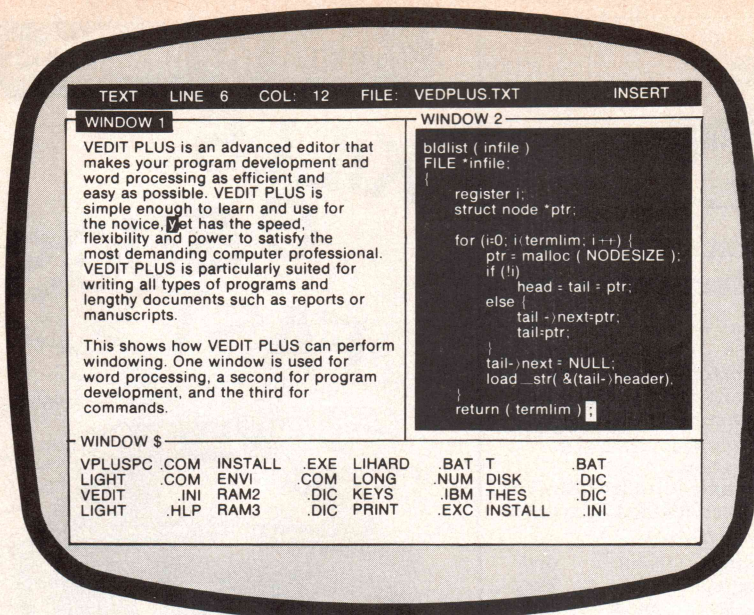 TEXT LINE 6 COL: 12 FILE: VEDPLUS.TXT INSERT
WINDOW 1
VEDIT PLUS is an advanced editor that
makes your program development and
word processing as efficient and
easy as possible. VEDIT PLUS is
simple enough to learn and use for
the novice, yet has the speed,
flexibility and power to satisfy the
most demanding computer professional.
VEDIT PLUS is particularly suited for
writing all types of programs and
lengthy documents such as reports or
manuscripts.
This shows how VEDIT PLUS can perform
windowing. One window is used for
word processing, a second for program
development, and the third for
commands.
WINDOW 2
bldlist ( infile )
FILE *infile;
{
register i;
struct node *ptr;
for (i=0; i<termlim; i++) {
ptr = malloc ( NODESIZE );
if (!i)
head = tail = ptr;
else {
tail ->next=ptr;
tail=ptr;
}
tail->next = NULL;
load_str( &(tail->header),
}
return ( termlim ) ;
WINDOW $
VPLUSPC .COM INSTALL .EXE LIHARD .BAT T .BAT
LIGHT .COM ENVI .COM LONG .NUM DISK .DIC
VEDIT .INI RAM2 .DIC KEYS .IBM THES .DIC
LIGHT .HLP RAM3 .DIC PRINT .EXC INSTALL .INI